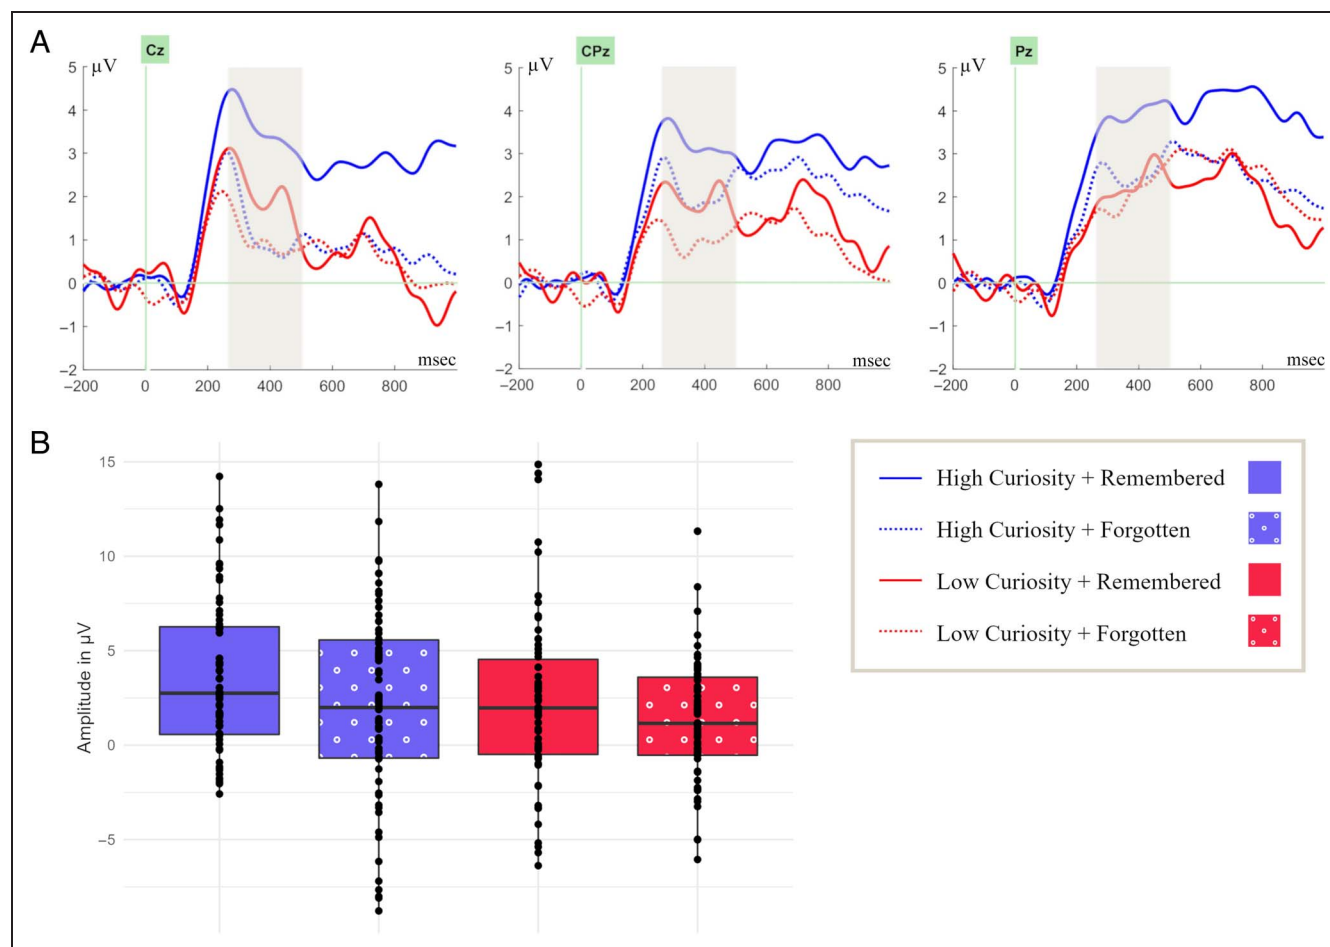 A
Cz
CPz
Pz
5 μV
5 μV
5 μV
4
4
4
3
3
3
2
2
2
1
1
1
0
0
0
–1
–1
–1
msec
msec
msec
–2
–2
–2
–200 0 200 400 600 800
–200 0 200 400 600 800
–200 0 200 400 600 800
B
15
10
5
0
–5
Amplitude in μV
High Curiosity + Remembered
High Curiosity + Forgotten
Low Curiosity + Remembered
Low Curiosity + Forgotten